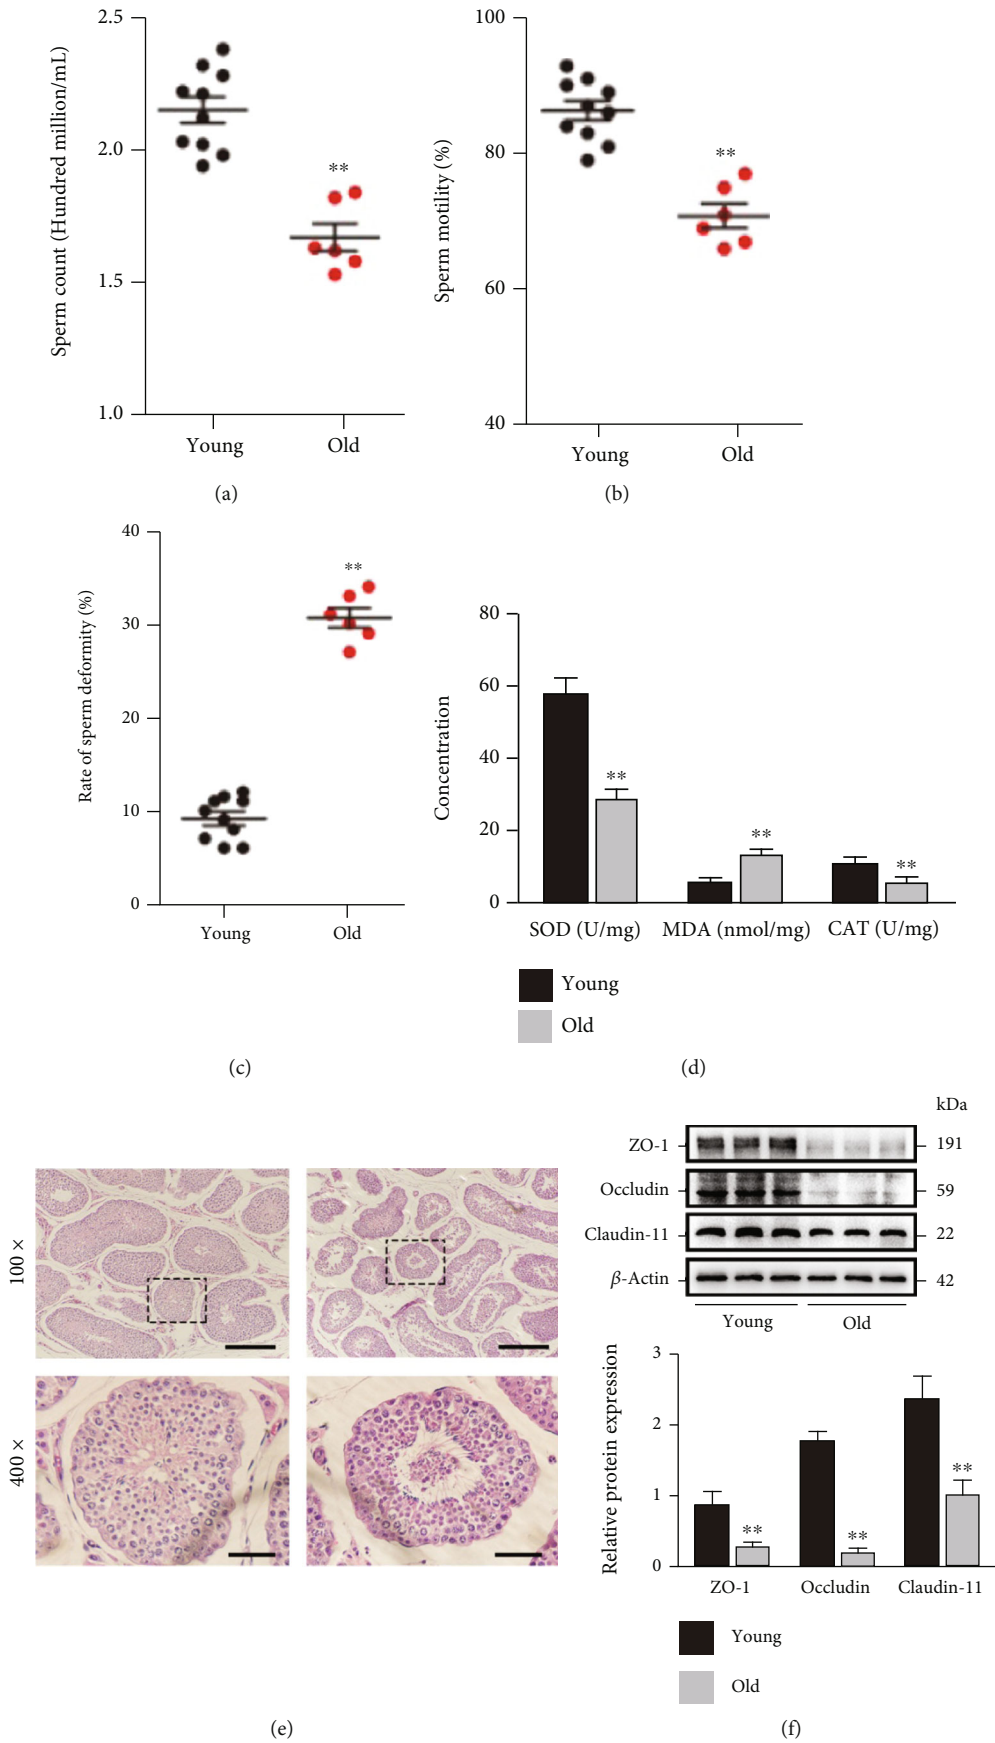 2.5
2.0
1.5
1.0
Sperm count (Hundred million/mL)
**
Young
Old
(a)
100
80
60
40
Sperm motility (%)
**
Young
Old
(b)
40
30
20
10
0
Rate of sperm deformity (%)
**
Young
Old
(c)
80
60
40
20
0
Concentration
**
**
**
SOD (U/mg)
MDA (nmol/mg)
CAT (U/mg)
Young
Old
(d)
100 ×
400 ×
(e)
kDa
ZO-1
191
Occludin
59
Claudin-11
22
β-Actin
42
Young
Old
3
2
1
0
Relative protein expression
**
**
**
ZO-1
Occludin
Claudin-11
Young
Old
(f)